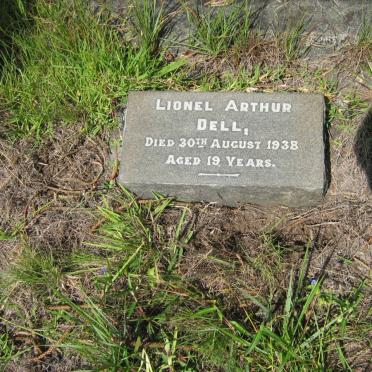 Lionel Arthur
Dell,
Died 30th August 1938
Aged 19 Years.